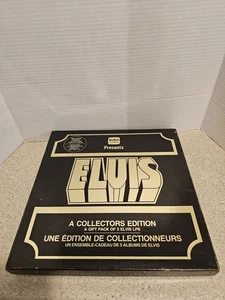 Presents
ELVIS
A COLLECTORS EDITION
A GIFT PACK OF 5 ELVIS LPS
UNE ÉDITION DE COLLECTIONNEURS
UN ENSEMBLE-CADEAU DE 5 ALBUMS DE ELVIS